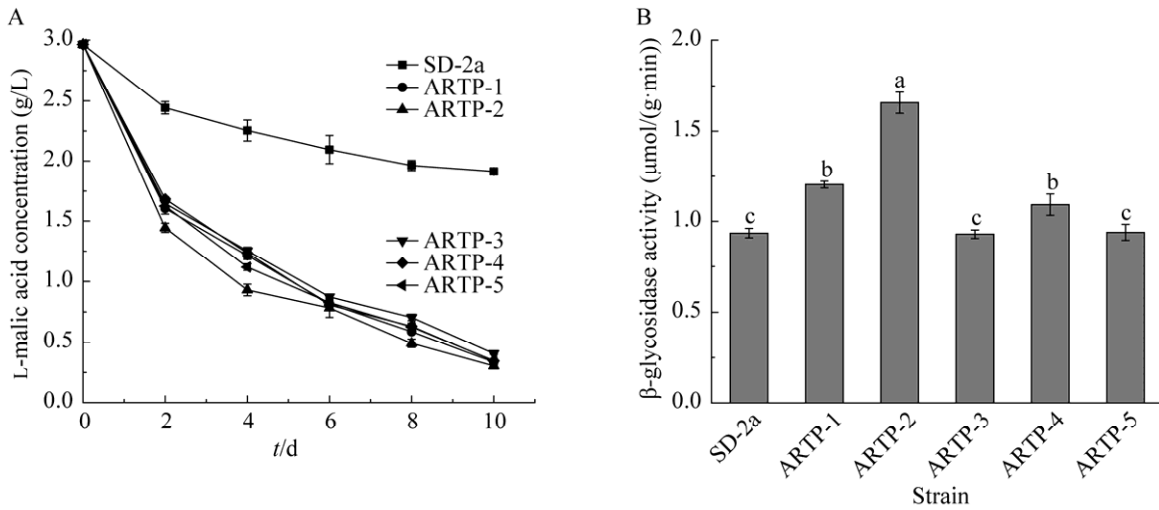 A
L-malic acid concentration (g/L)
3.0
2.5
2.0
1.5
1.0
0.5
0.0
0
2
4
6
8
10
t/d
SD-2a
ARTP-1
ARTP-2
ARTP-3
ARTP-4
ARTP-5
B
β-glycosidase activity (μmol/(g·min))
2.0
1.5
1.0
0.5
0.0
c
b
a
c
b
c
SD-2a
ARTP-1
ARTP-2
ARTP-3
ARTP-4
ARTP-5
Strain